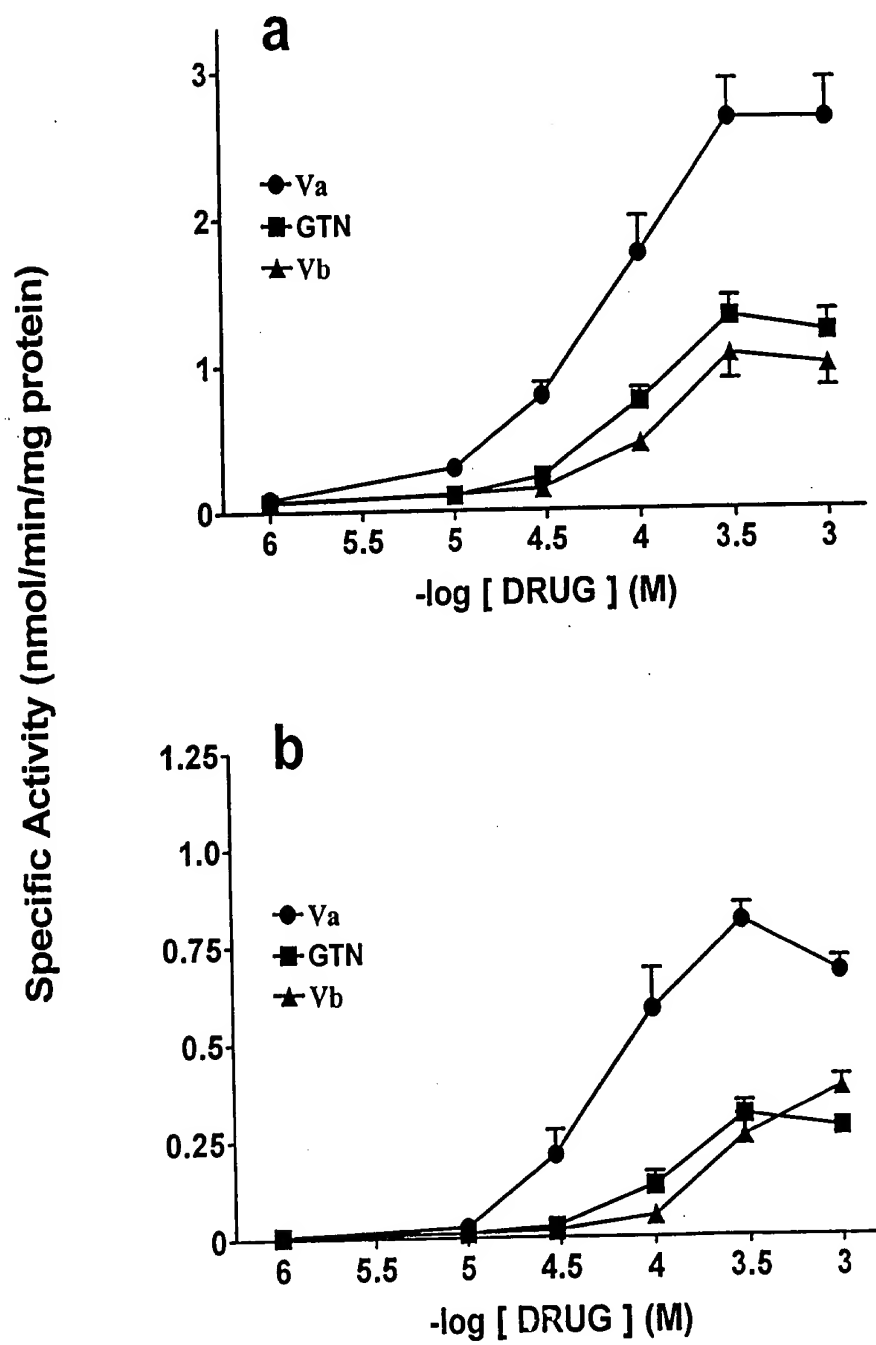 Specific Activity (nmol/min/mg protein)
a
3
2
1
0
Va
GTN
Vb
6 5.5 5 4.5 4 3.5 3
-log [ DRUG ] (M)
b
1.25
1.0
0.75
0.5
0.25
0
Va
GTN
Vb
6 5.5 5 4.5 4 3.5 3
-log [ DRUG ] (M)